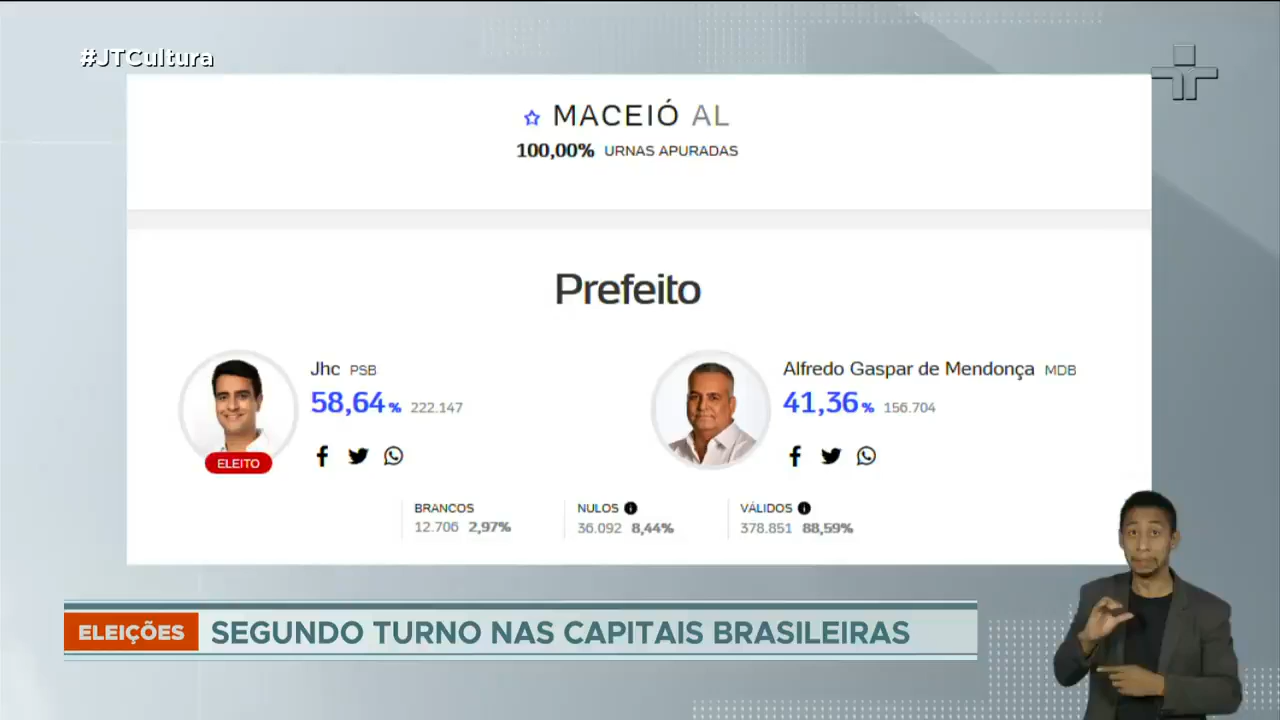 #JTCultura
MACEIÓ AL
100,00% URNAS APURADAS
Prefeito
Jhc PSB
58,64% 222.147
ELEITO
Alfredo Gaspar de Mendonça MDB
41,36% 156.704
BRANCOS
12.706 2,97%
NULOS
36.092 8,44%
VÁLIDOS
378.851 88,59%
ELEIÇÕES SEGUNDO TURNO NAS CAPITAIS BRASILEIRAS